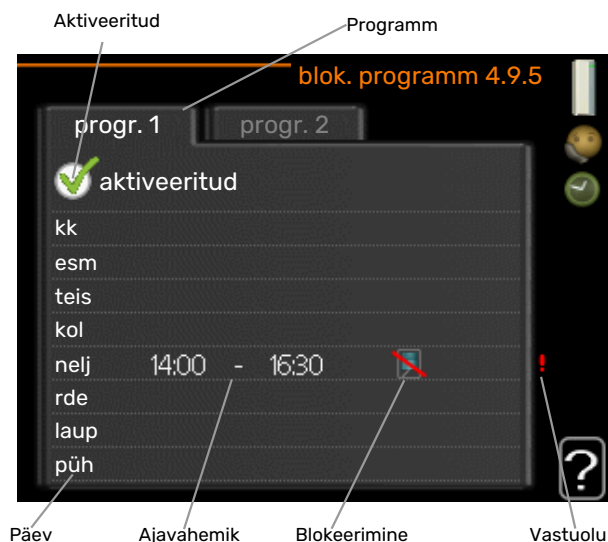 Aktiveeritud Programm
blok. programm 4.9.5
progr. 1 progr. 2
aktiveeritud
kk
esm
teis
kol
nelj 14:00 - 16:30 !
rde
laup
püh
?
Päev Ajavahemik Blokeerimine Vastuolu